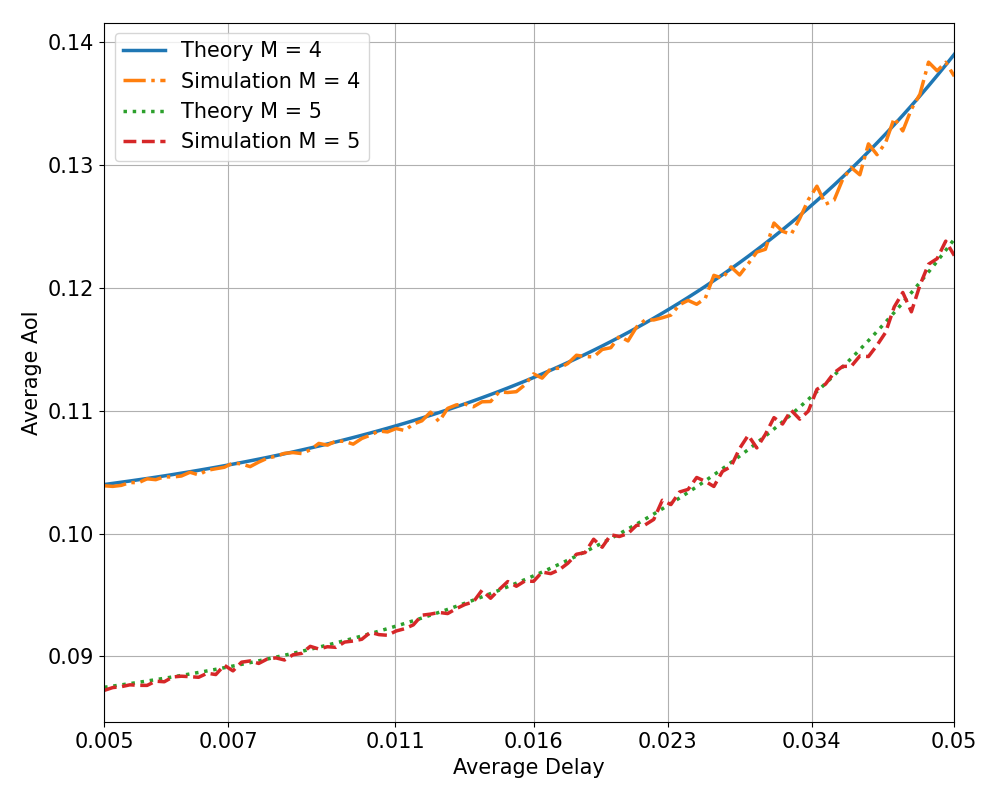 0.14
0.13
0.12
0.11
0.10
0.09
Average AoI
Theory M = 4
Simulation M = 4
Theory M = 5
Simulation M = 5
0.005 0.007 0.011 0.016 0.023 0.034 0.05
Average Delay